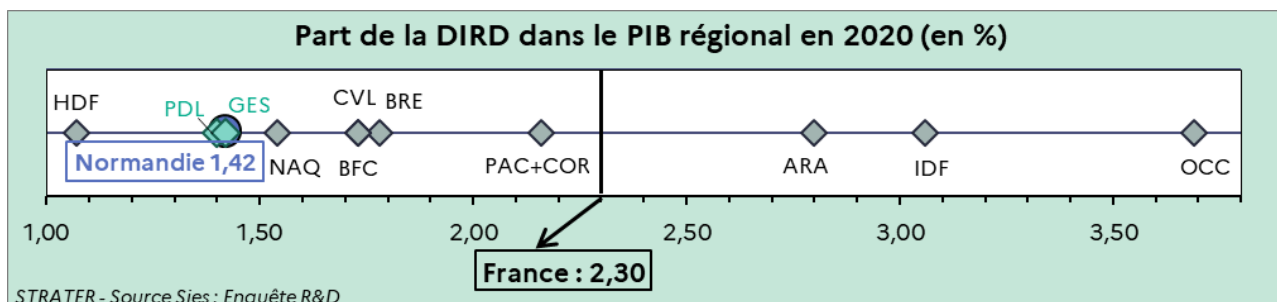 Part de la DIRD dans le PIB régional en 2020 (en %)
HDF PDL GES CVL BRE
Normandie 1,42 NAQ BFC PAC+COR ARA IDF OCC
1,00 1,50 2,00 2,50 3,00 3,50
France : 2,30
STRATER - Source Sies : Enquête R&D